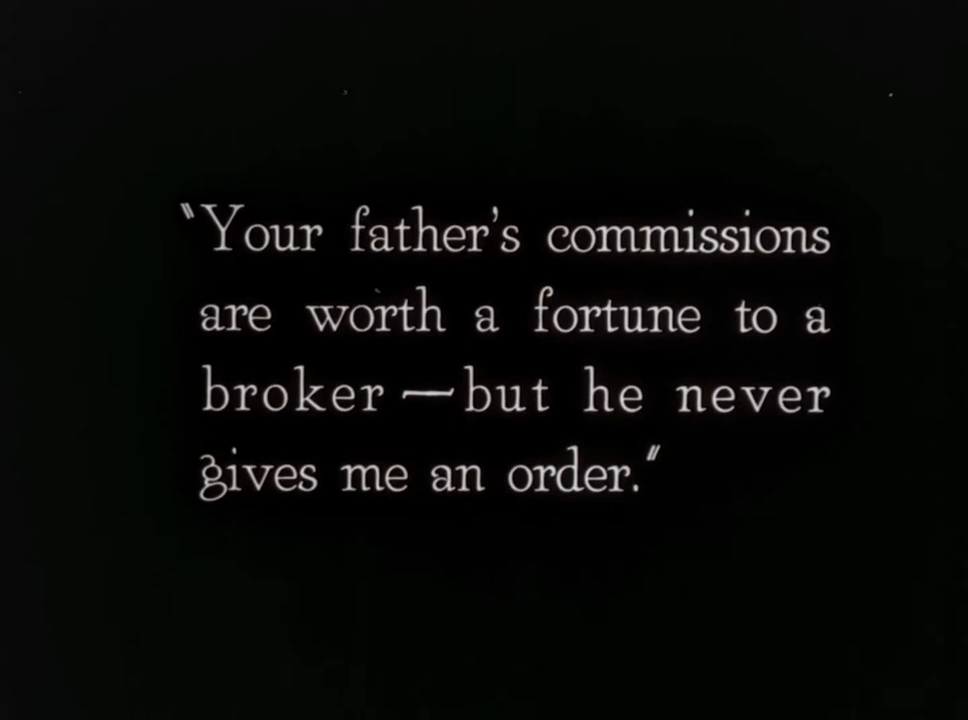 "Your father's commissions
are worth a fortune to a
broker — but he never
gives me an order."